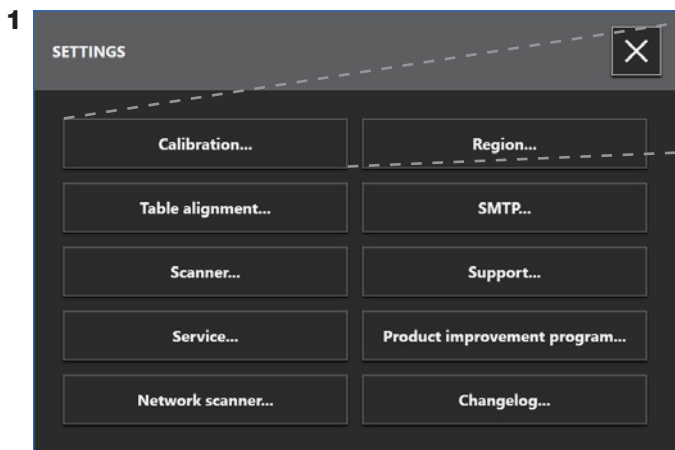 1
SETTINGS
Calibration... Region...
Table alignment... SMTP...
Scanner... Support...
Service... Product improvement program...
Network scanner... Changelog...